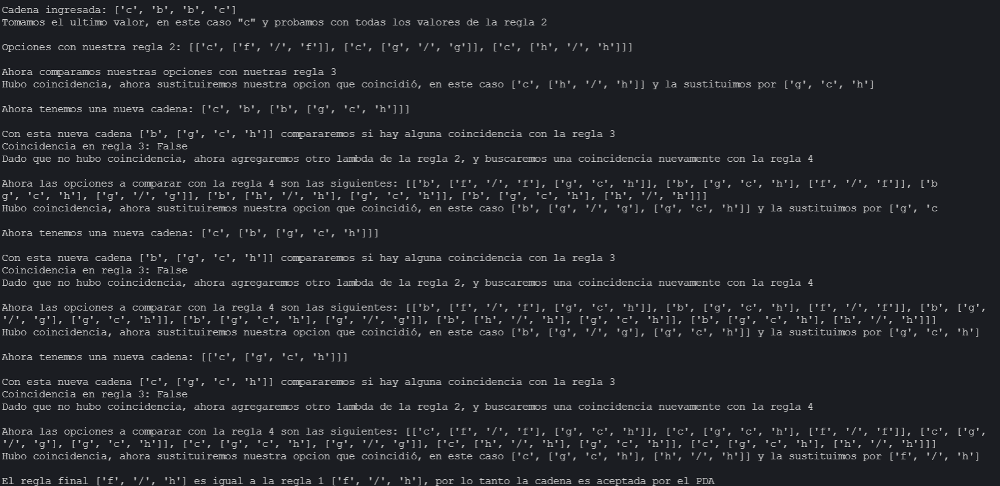 Cadena ingresada: ['c', 'b', 'b', 'c']
Tomamos el ultimo valor, en este caso "c" y probamos con todas los valores de la regla 2
Opciones con nuestra regla 2: [['c', ['f', '/', 'f']], ['c', ['g', '/', 'g']], ['c', ['h', '/', 'h']]]
Ahora comparamos nuestras opciones con nuetras regla 3
Hubo coincidencia, ahora sustituiremos nuestra opcion que coincidió, en este caso ['c', ['h', '/', 'h']] y la sustituimos por ['g', 'c', 'h']
Ahora tenemos una nueva cadena: ['c', 'b', ['b', ['g', 'c', 'h']]]
Con esta nueva cadena ['b', ['g', 'c', 'h']] compararemos si hay alguna coincidencia con la regla 3
Coincidencia en regla 3: False
Dado que no hubo coincidencia, ahora agregaremos otro lambda de la regla 2, y buscaremos una coincidencia nuevamente con la regla 4
Ahora las opciones a comparar con la regla 4 son las siguientes: [['b', ['f', '/', 'f'], ['g', 'c', 'h']], ['b', ['g', 'c', 'h'], ['f', '/', 'f']], ['b
g', 'c', 'h'], ['g', '/', 'g']], ['b', ['h', '/', 'h'], ['g', 'c', 'h']], ['b', ['g', 'c', 'h'], ['h', '/', 'h']]]
Hubo coincidencia, ahora sustituiremos nuestra opcion que coincidió, en este caso ['b', ['g', '/', 'g'], ['g', 'c', 'h']] y la sustituimos por ['g', 'c
Ahora tenemos una nueva cadena: ['c', ['b', ['g', 'c', 'h']]]
Con esta nueva cadena ['b', ['g', 'c', 'h']] compararemos si hay alguna coincidencia con la regla 3
Coincidencia en regla 3: False
Dado que no hubo coincidencia, ahora agregaremos otro lambda de la regla 2, y buscaremos una coincidencia nuevamente con la regla 4
Ahora las opciones a comparar con la regla 4 son las siguientes: [['b', ['f', '/', 'f'], ['g', 'c', 'h']], ['b', ['g', 'c', 'h'], ['f', '/', 'f']], ['b', ['g',
'/', 'g'], ['g', 'c', 'h']], ['b', ['g', 'c', 'h'], ['g', '/', 'g']], ['b', ['h', '/', 'h'], ['g', 'c', 'h']], ['b', ['g', 'c', 'h'], ['h', '/', 'h']]]
Hubo coincidencia, ahora sustituiremos nuestra opcion que coincidió, en este caso ['b', ['g', '/', 'g'], ['g', 'c', 'h']] y la sustituimos por ['g', 'c', 'h']
Ahora tenemos una nueva cadena: [['c', ['g', 'c', 'h']]]
Con esta nueva cadena ['c', ['g', 'c', 'h']] compararemos si hay alguna coincidencia con la regla 3
Coincidencia en regla 3: False
Dado que no hubo coincidencia, ahora agregaremos otro lambda de la regla 2, y buscaremos una coincidencia nuevamente con la regla 4
Ahora las opciones a comparar con la regla 4 son las siguientes: [['c', ['f', '/', 'f'], ['g', 'c', 'h']], ['c', ['g', 'c', 'h'], ['f', '/', 'f']], ['c', ['g',
'/', 'g'], ['g', 'c', 'h']], ['c', ['g', 'c', 'h'], ['g', '/', 'g']], ['c', ['h', '/', 'h'], ['g', 'c', 'h']], ['c', ['g', 'c', 'h'], ['h', '/', 'h']]]
Hubo coincidencia, ahora sustituiremos nuestra opcion que coincidió, en este caso ['c', ['g', 'c', 'h'], ['h', '/', 'h']] y la sustituimos por ['f', '/', 'h']
El regla final ['f', '/', 'h'] es igual a la regla 1 ['f', '/', 'h'], por lo tanto la cadena es aceptada por el PDA